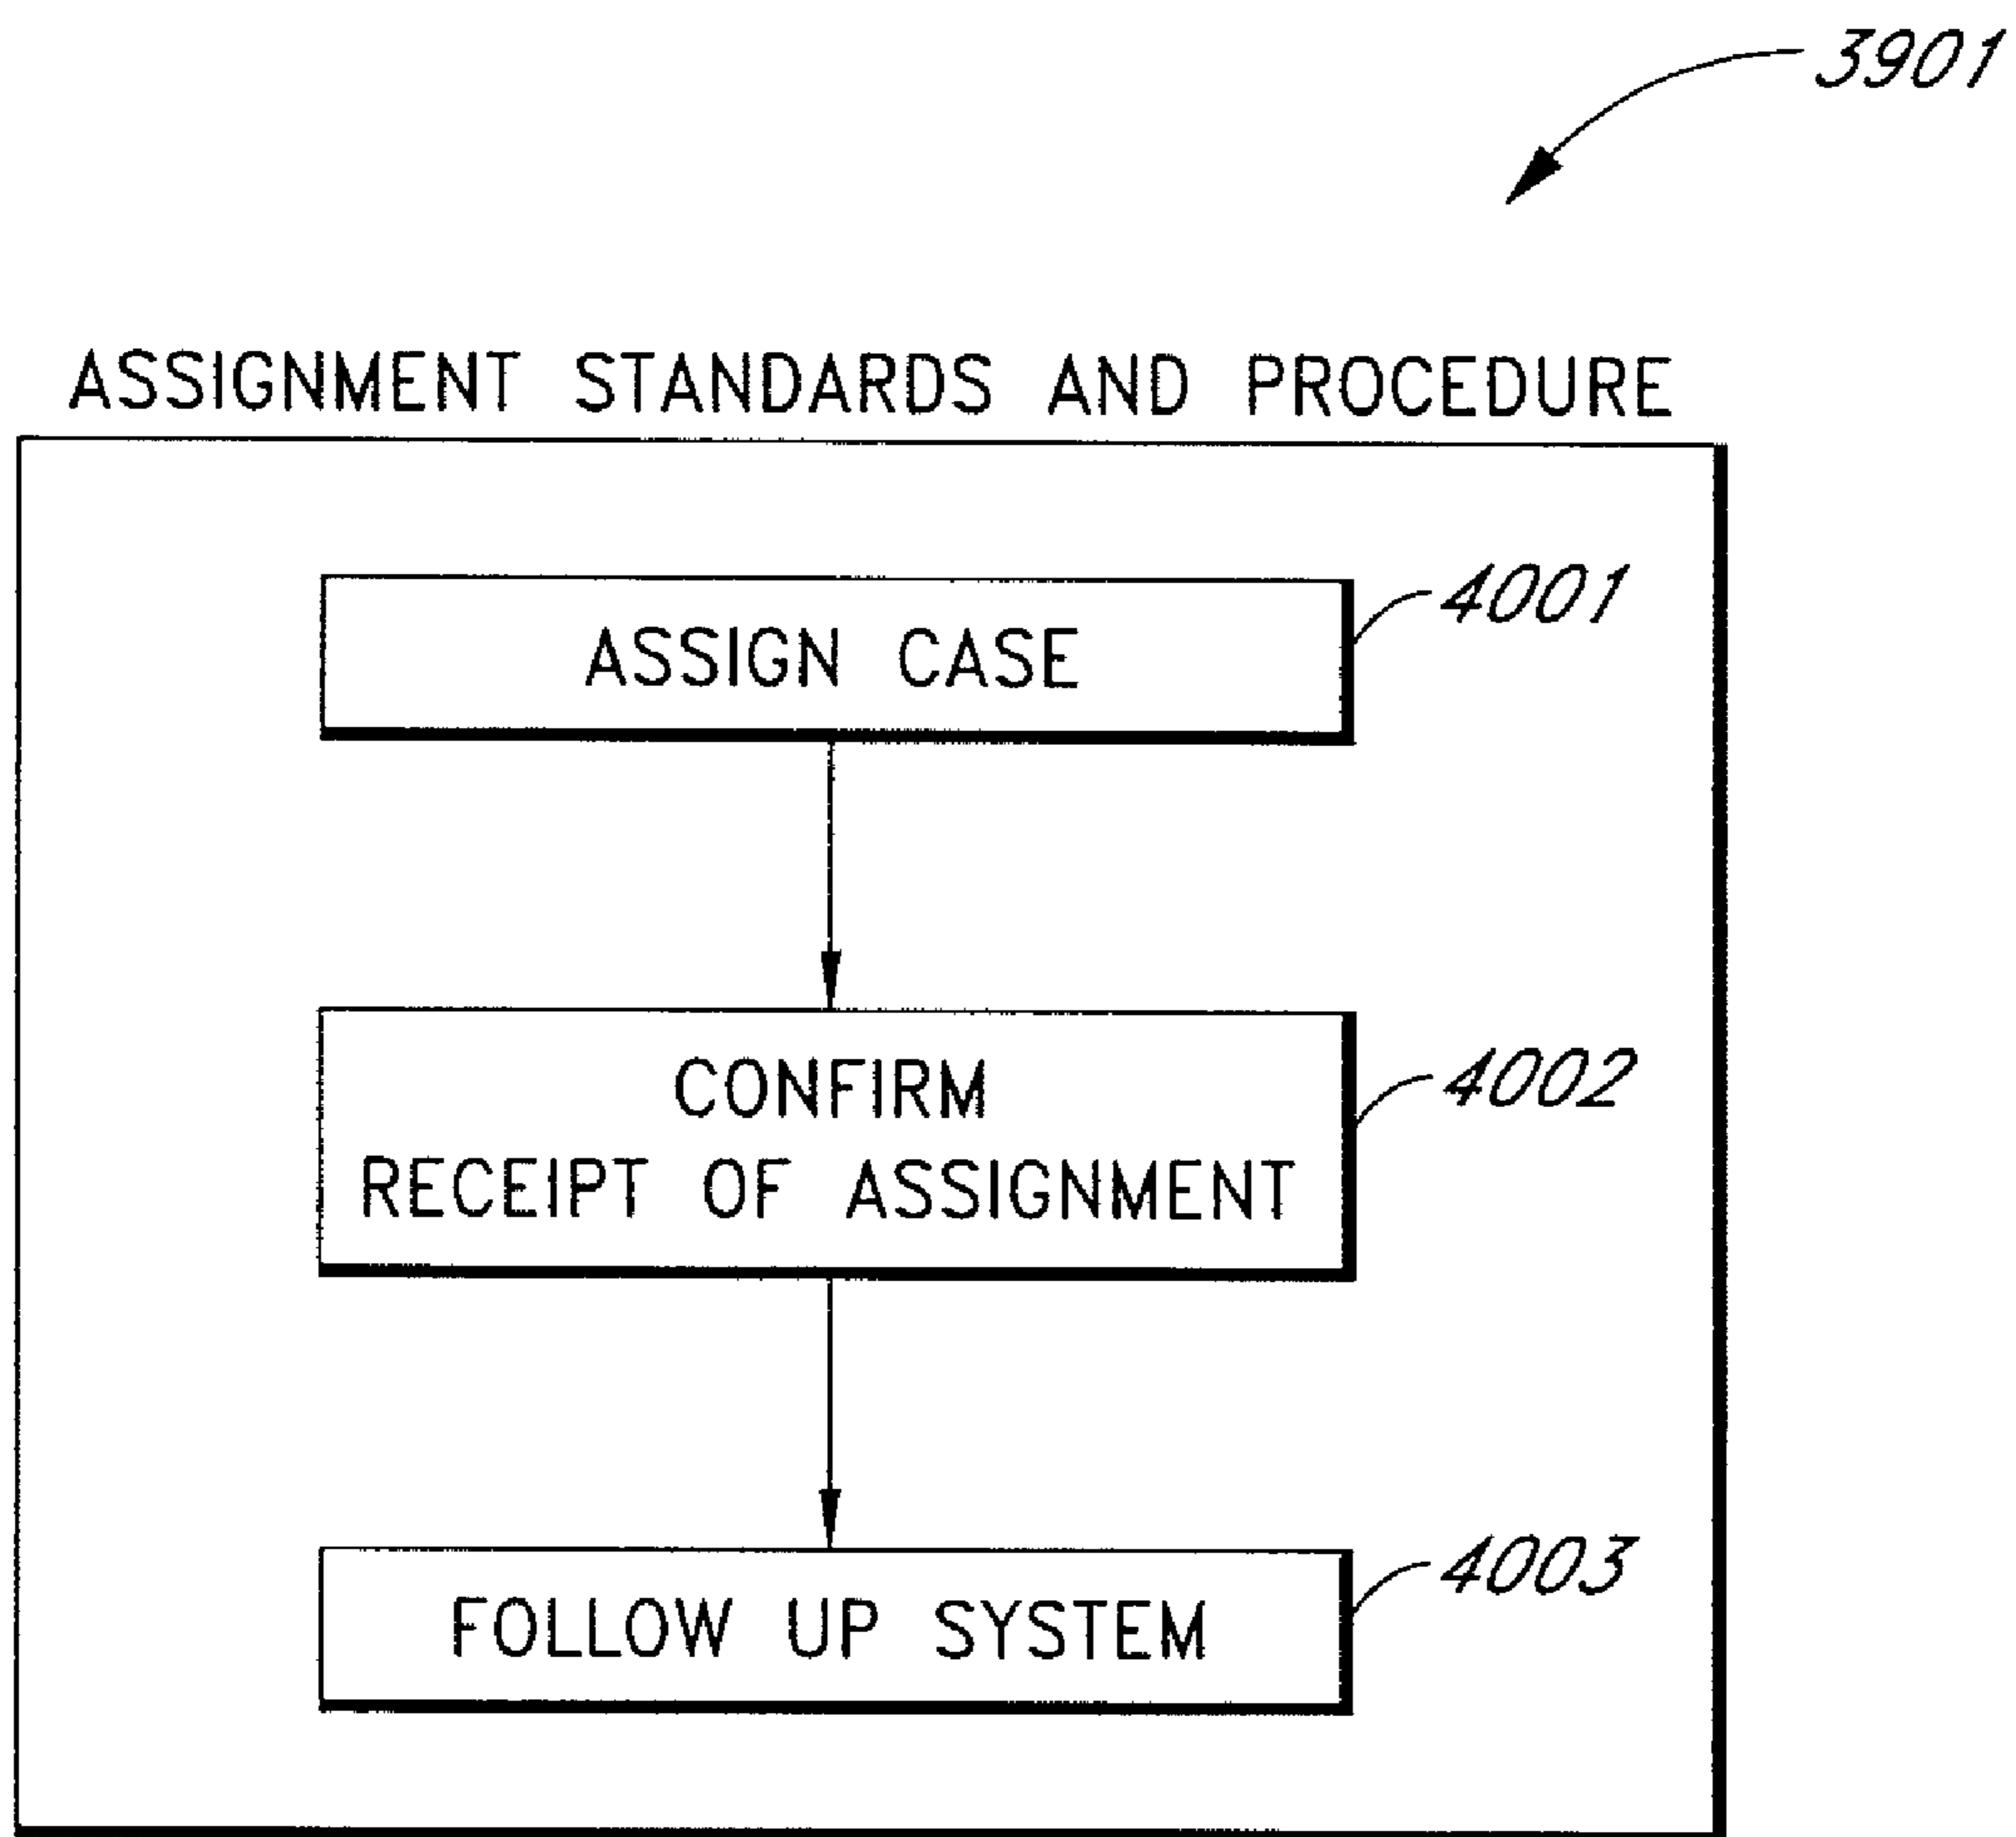 3901
ASSIGNMENT STANDARDS AND PROCEDURE
ASSIGN CASE
4001
CONFIRM
RECEIPT OF ASSIGNMENT
4002
FOLLOW UP SYSTEM
4003